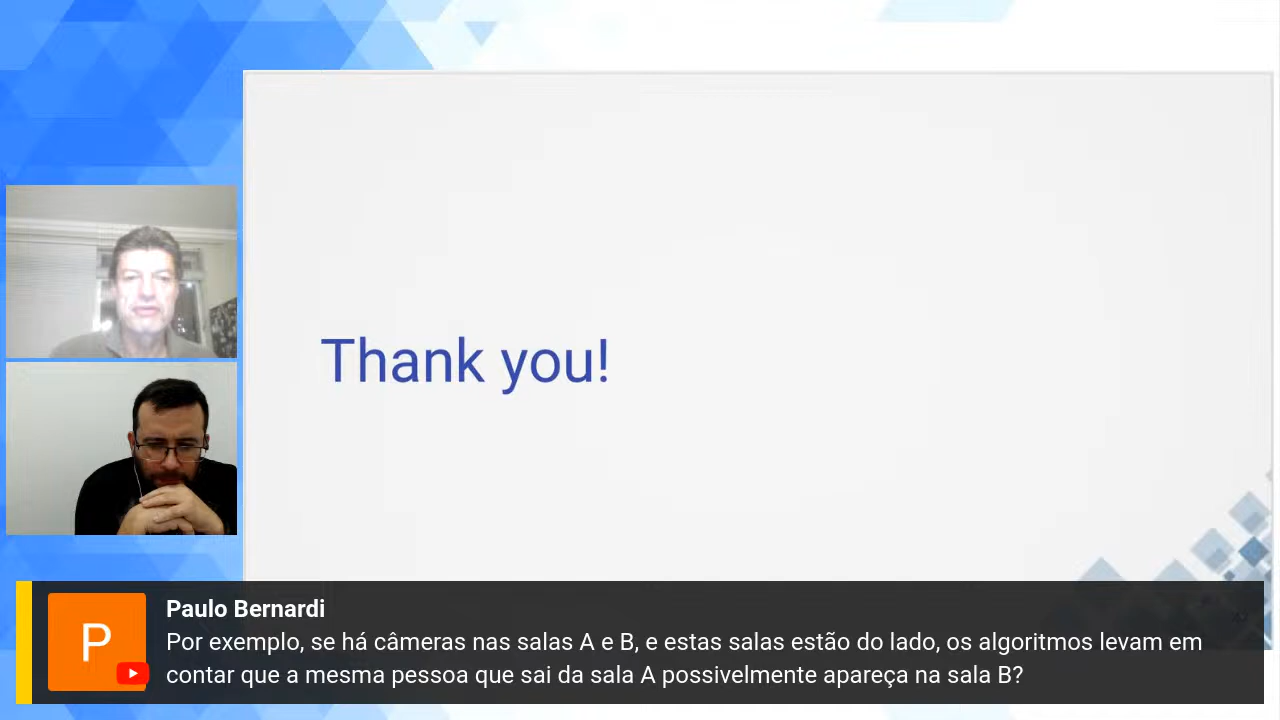 Thank you!
P
Paulo Bernardi
Por exemplo, se há câmeras nas salas A e B, e estas salas estão do lado, os algoritmos levam em
contar que a mesma pessoa que sai da sala A possivelmente apareça na sala B?